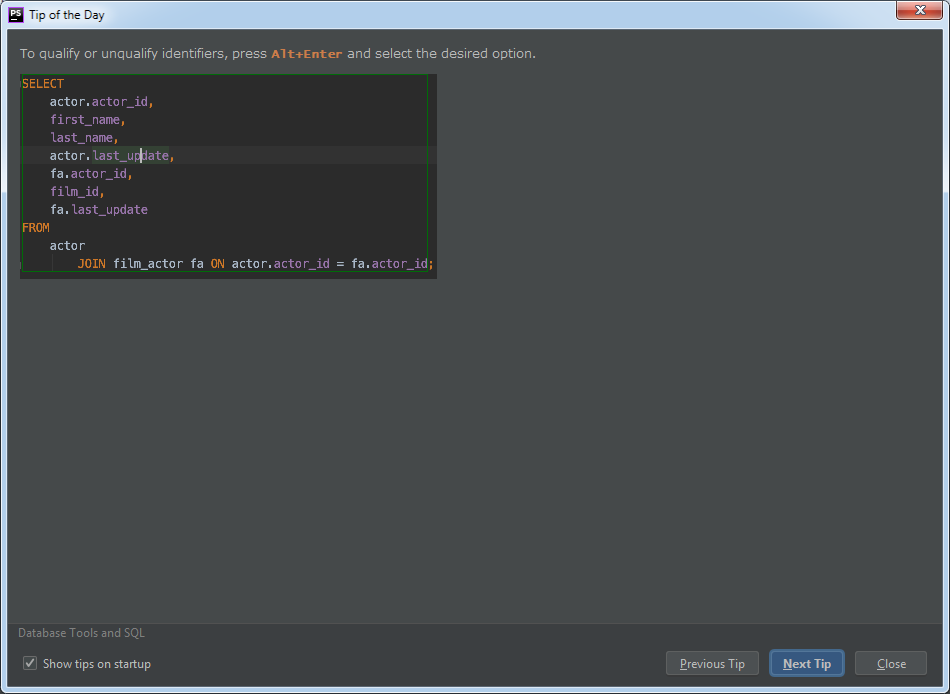 PS Tip of the Day
To qualify or unqualify identifiers, press Alt+Enter and select the desired option.
SELECT
actor.actor_id,
first_name,
last_name,
actor.last_update,
fa.actor_id,
film_id,
fa.last_update
FROM
actor
JOIN film_actor fa ON actor.actor_id = fa.actor_id;
Database Tools and SQL
Show tips on startup
Previous Tip
Next Tip
Close